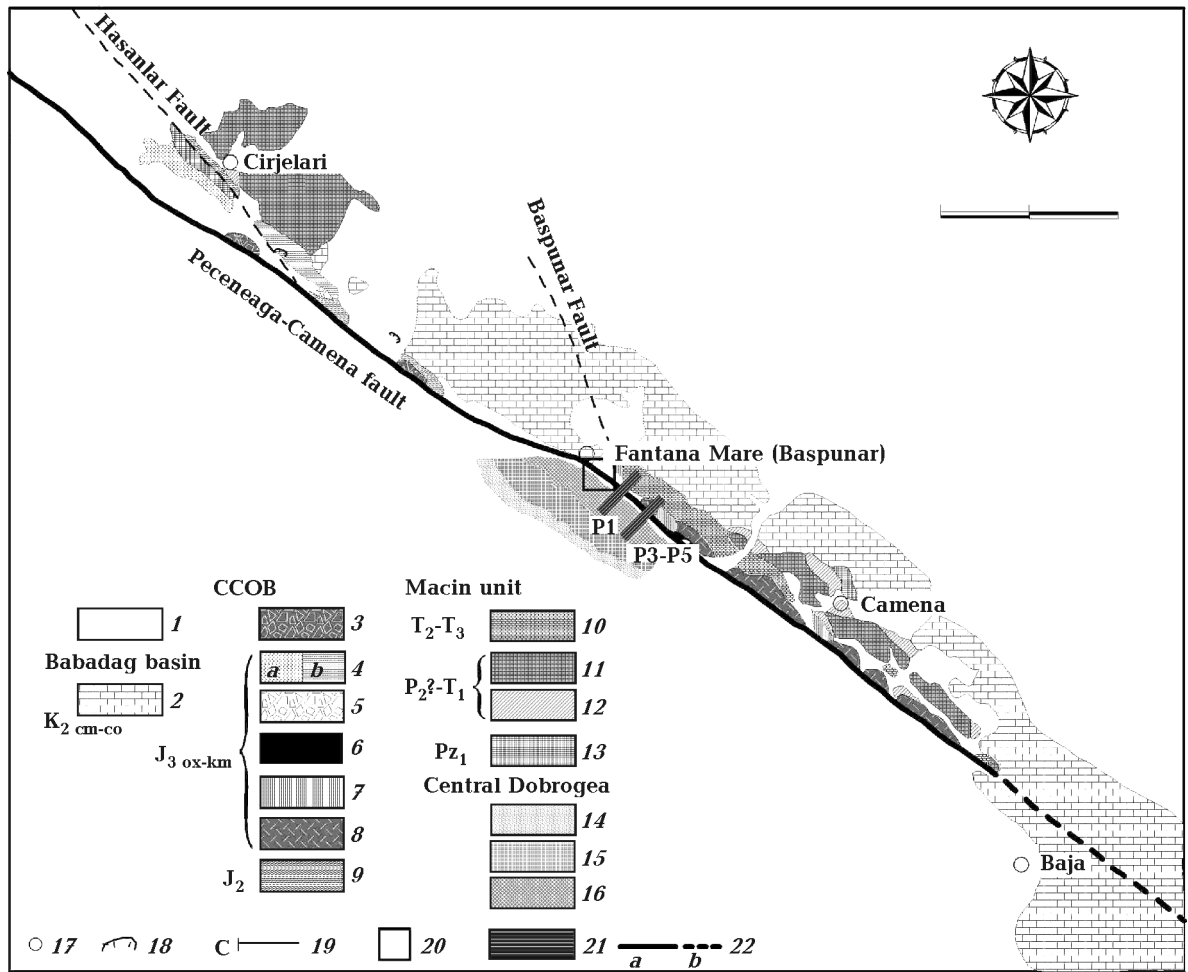 Hasanlar Fault
Cirjelari
Baspunar Fault
Peceneaga-Camena fault
Fantana Mare (Baspunar)
P1
P3-P5
Camena
Baja
CCOB
Macin unit
1
3
T2-T3
10
Babadag basin
a b 4
11
2
5
P2?-T1
12
K2 cm-co
J3 ox-km
6
Pz1
13
7
Central Dobrogea
14
8
15
J2
9
16
17
18
C
19
20
21
a b
22